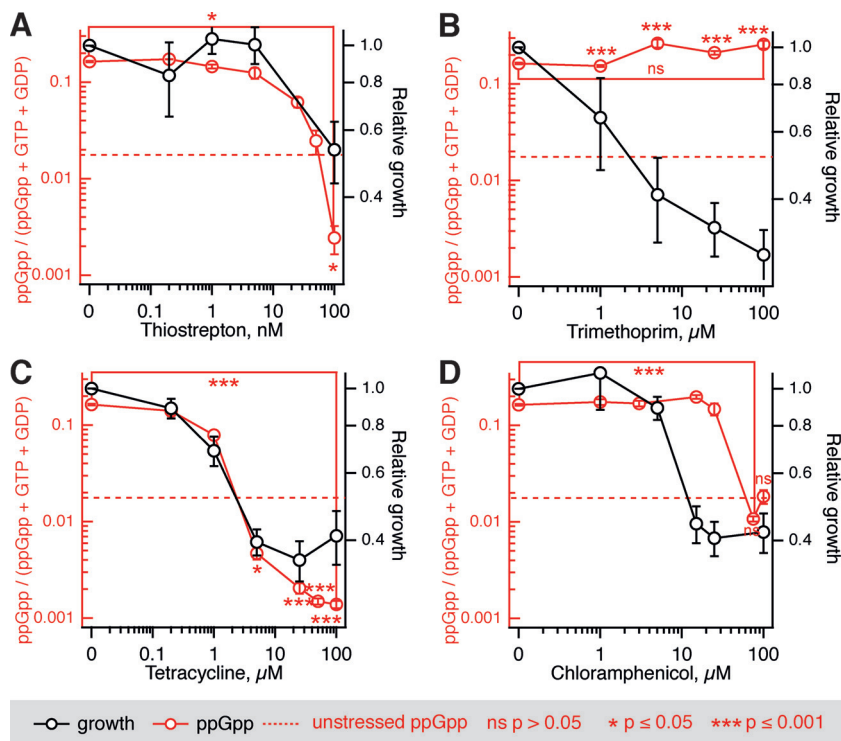 A
*
ppGpp / (ppGpp + GTP + GDP)
0.1
0.01
0.001
1.0
0.8
0.6
0.4
Relative growth
*
0 0.1 1 10 100
Thiostrepton, nM
B
*** *** *** ***
ns
ppGpp / (ppGpp + GTP + GDP)
0.1
0.01
0.001
1.0
0.8
0.6
0.4
Relative growth
0 1 10 100
Trimethoprim, µM
C
***
ppGpp / (ppGpp + GTP + GDP)
0.1
0.01
0.001
1.0
0.8
0.6
0.4
Relative growth
*
***
***
***
0 0.1 1 10 100
Tetracycline, µM
D
***
ppGpp / (ppGpp + GTP + GDP)
0.1
0.01
0.001
1.0
0.8
0.6
0.4
Relative growth
ns
ns
0 1 10 100
Chloramphenicol, µM
growth ppGpp unstressed ppGpp ns p > 0.05 * p ≤ 0.05 *** p ≤ 0.001